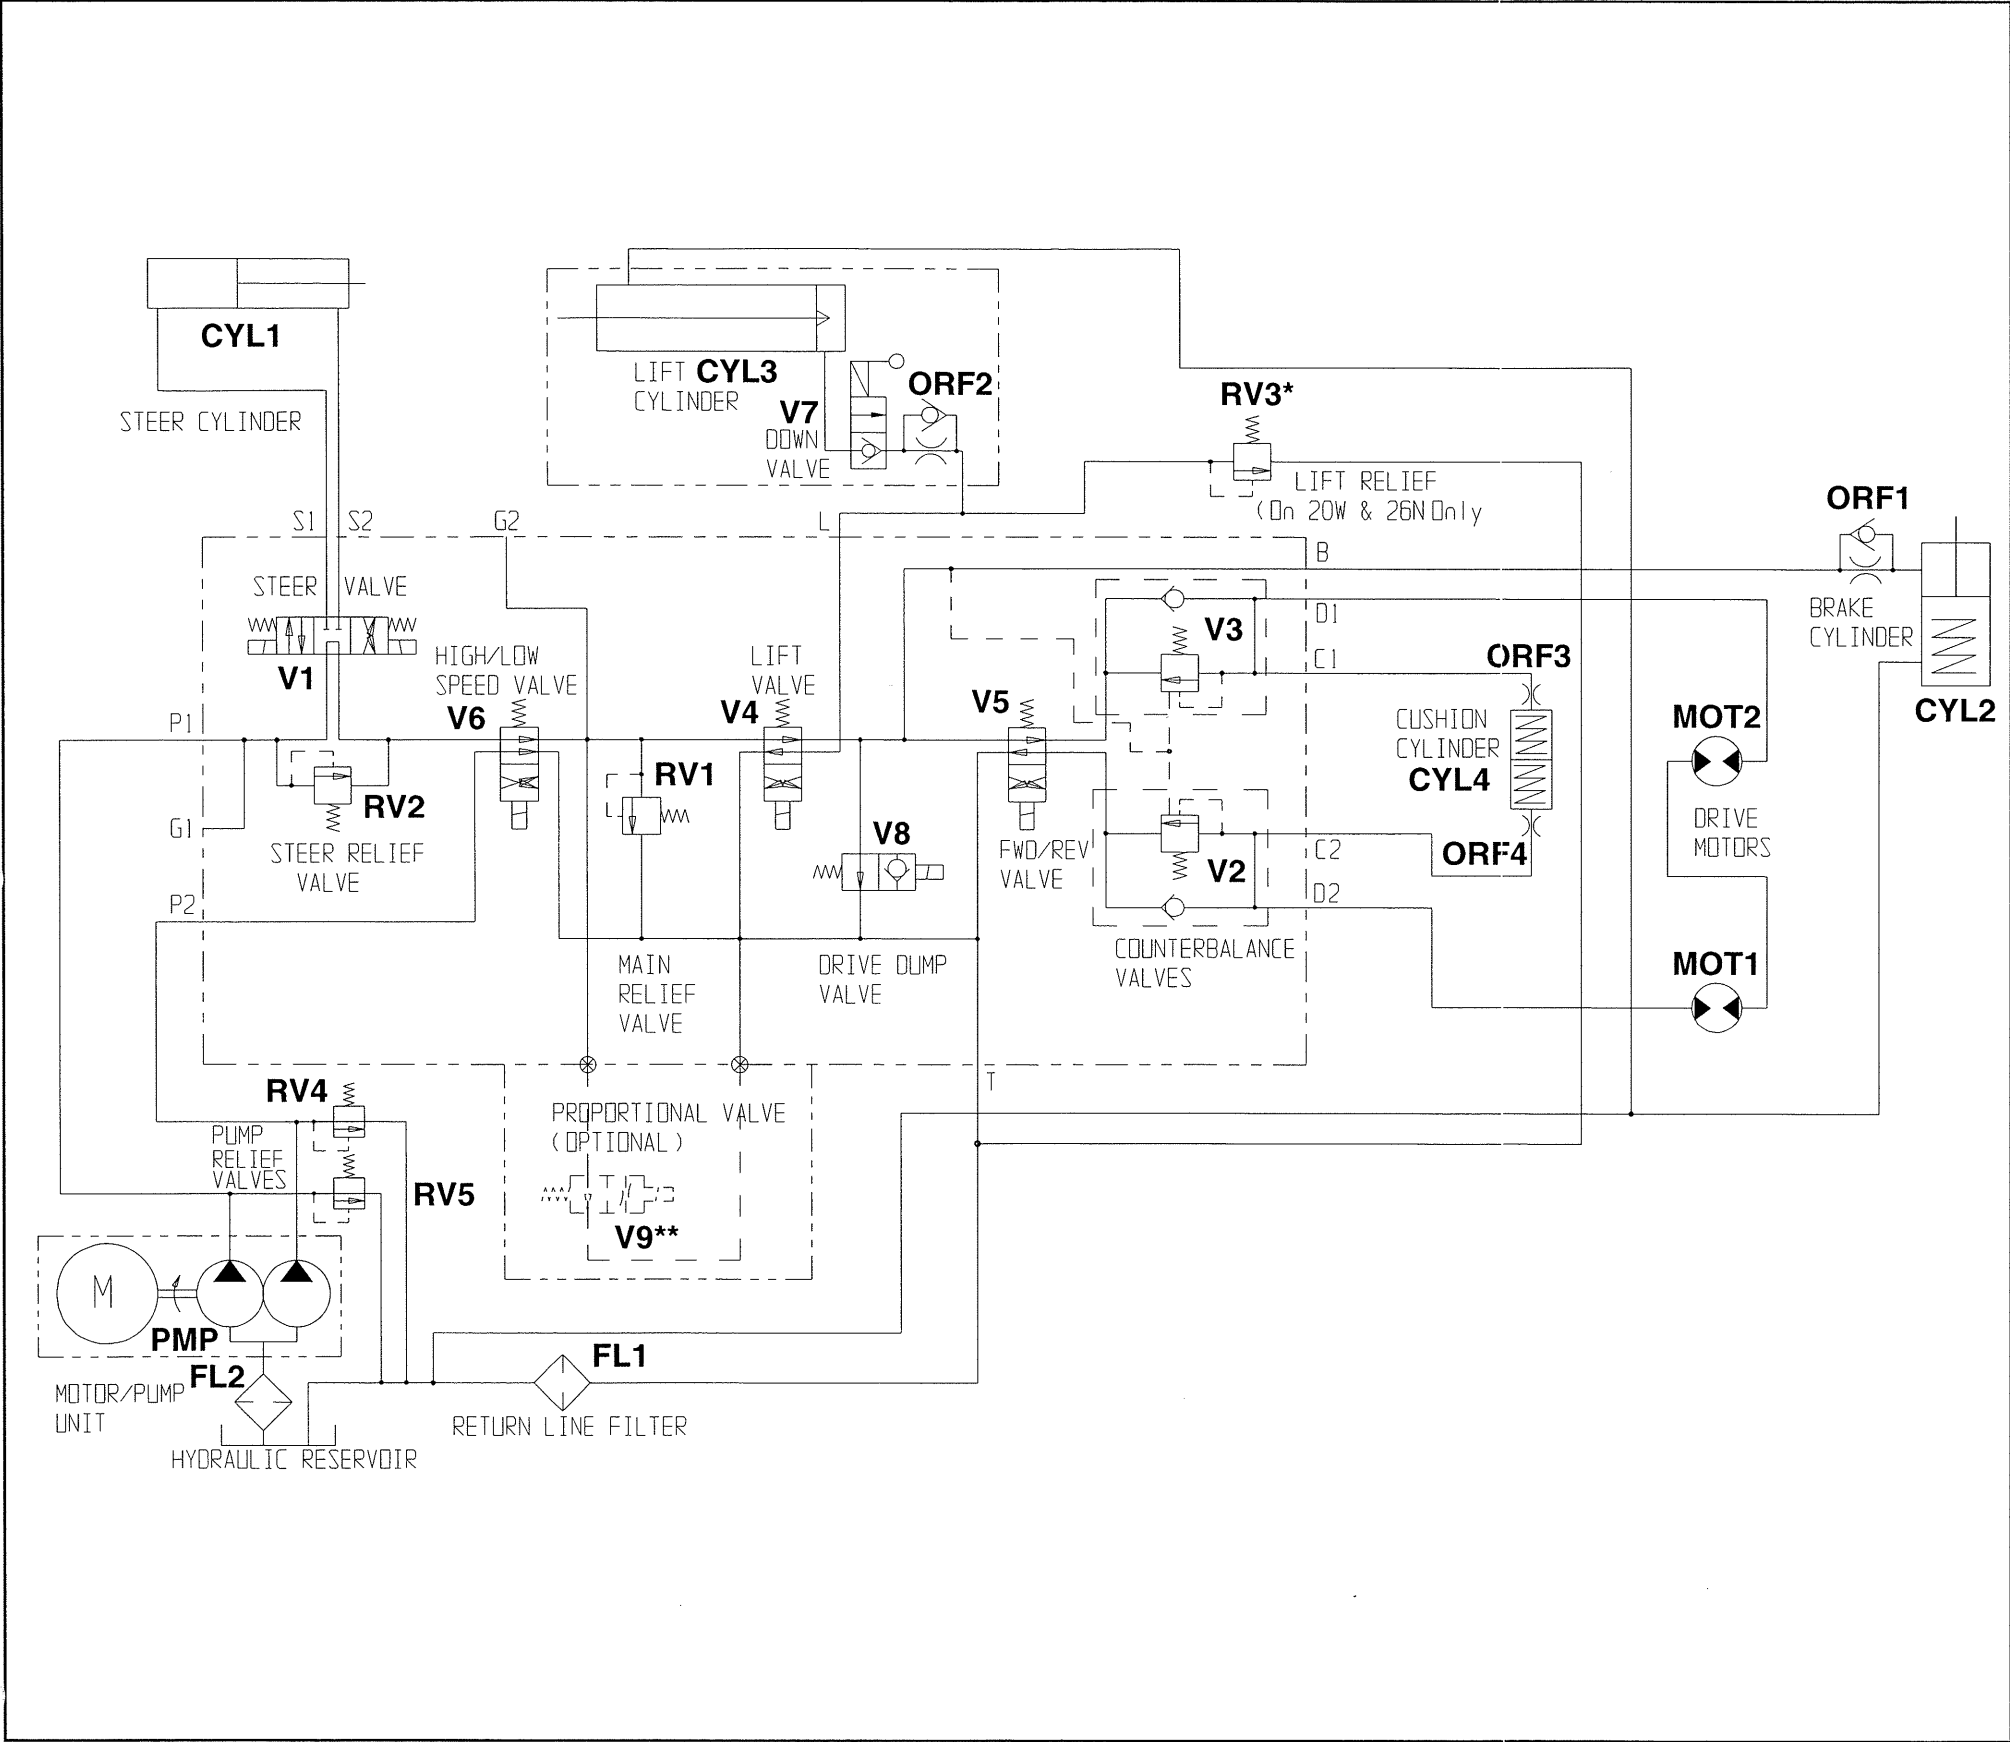 CYL1
STEER CYLINDER
LIFT CYL3
CYLINDER
ORF2
V7
DOWN
VALVE
RV3*
LIFT RELIEF
(On 20W & 26N Only
ORF1
BRAKE
CYLINDER
CYL2
S1
S2
G2
L
B
STEER VALVE
V1
HIGH/LOW
SPEED VALVE
V6
LIFT
VALVE
V4
V5
V3
D1
C1
ORF3
CUSHION
CYLINDER
CYL4
MOT2
DRIVE
MOTORS
P1
RV2
STEER RELIEF
VALVE
G1
RV1
V8
FWD/REV
VALVE
V2
C2
ORF4
D2
P2
MAIN
RELIEF
VALVE
DRIVE DUMP
VALVE
COUNTERBALANCE
VALVES
MOT1
T
RV4
PUMP
RELIEF
VALVES
RV5
PROPORTIONAL VALVE
(OPTIONAL)
V9**
M
PMP
FL2
MOTOR/PUMP
UNIT
HYDRAULIC RESERVOIR
FL1
RETURN LINE FILTER